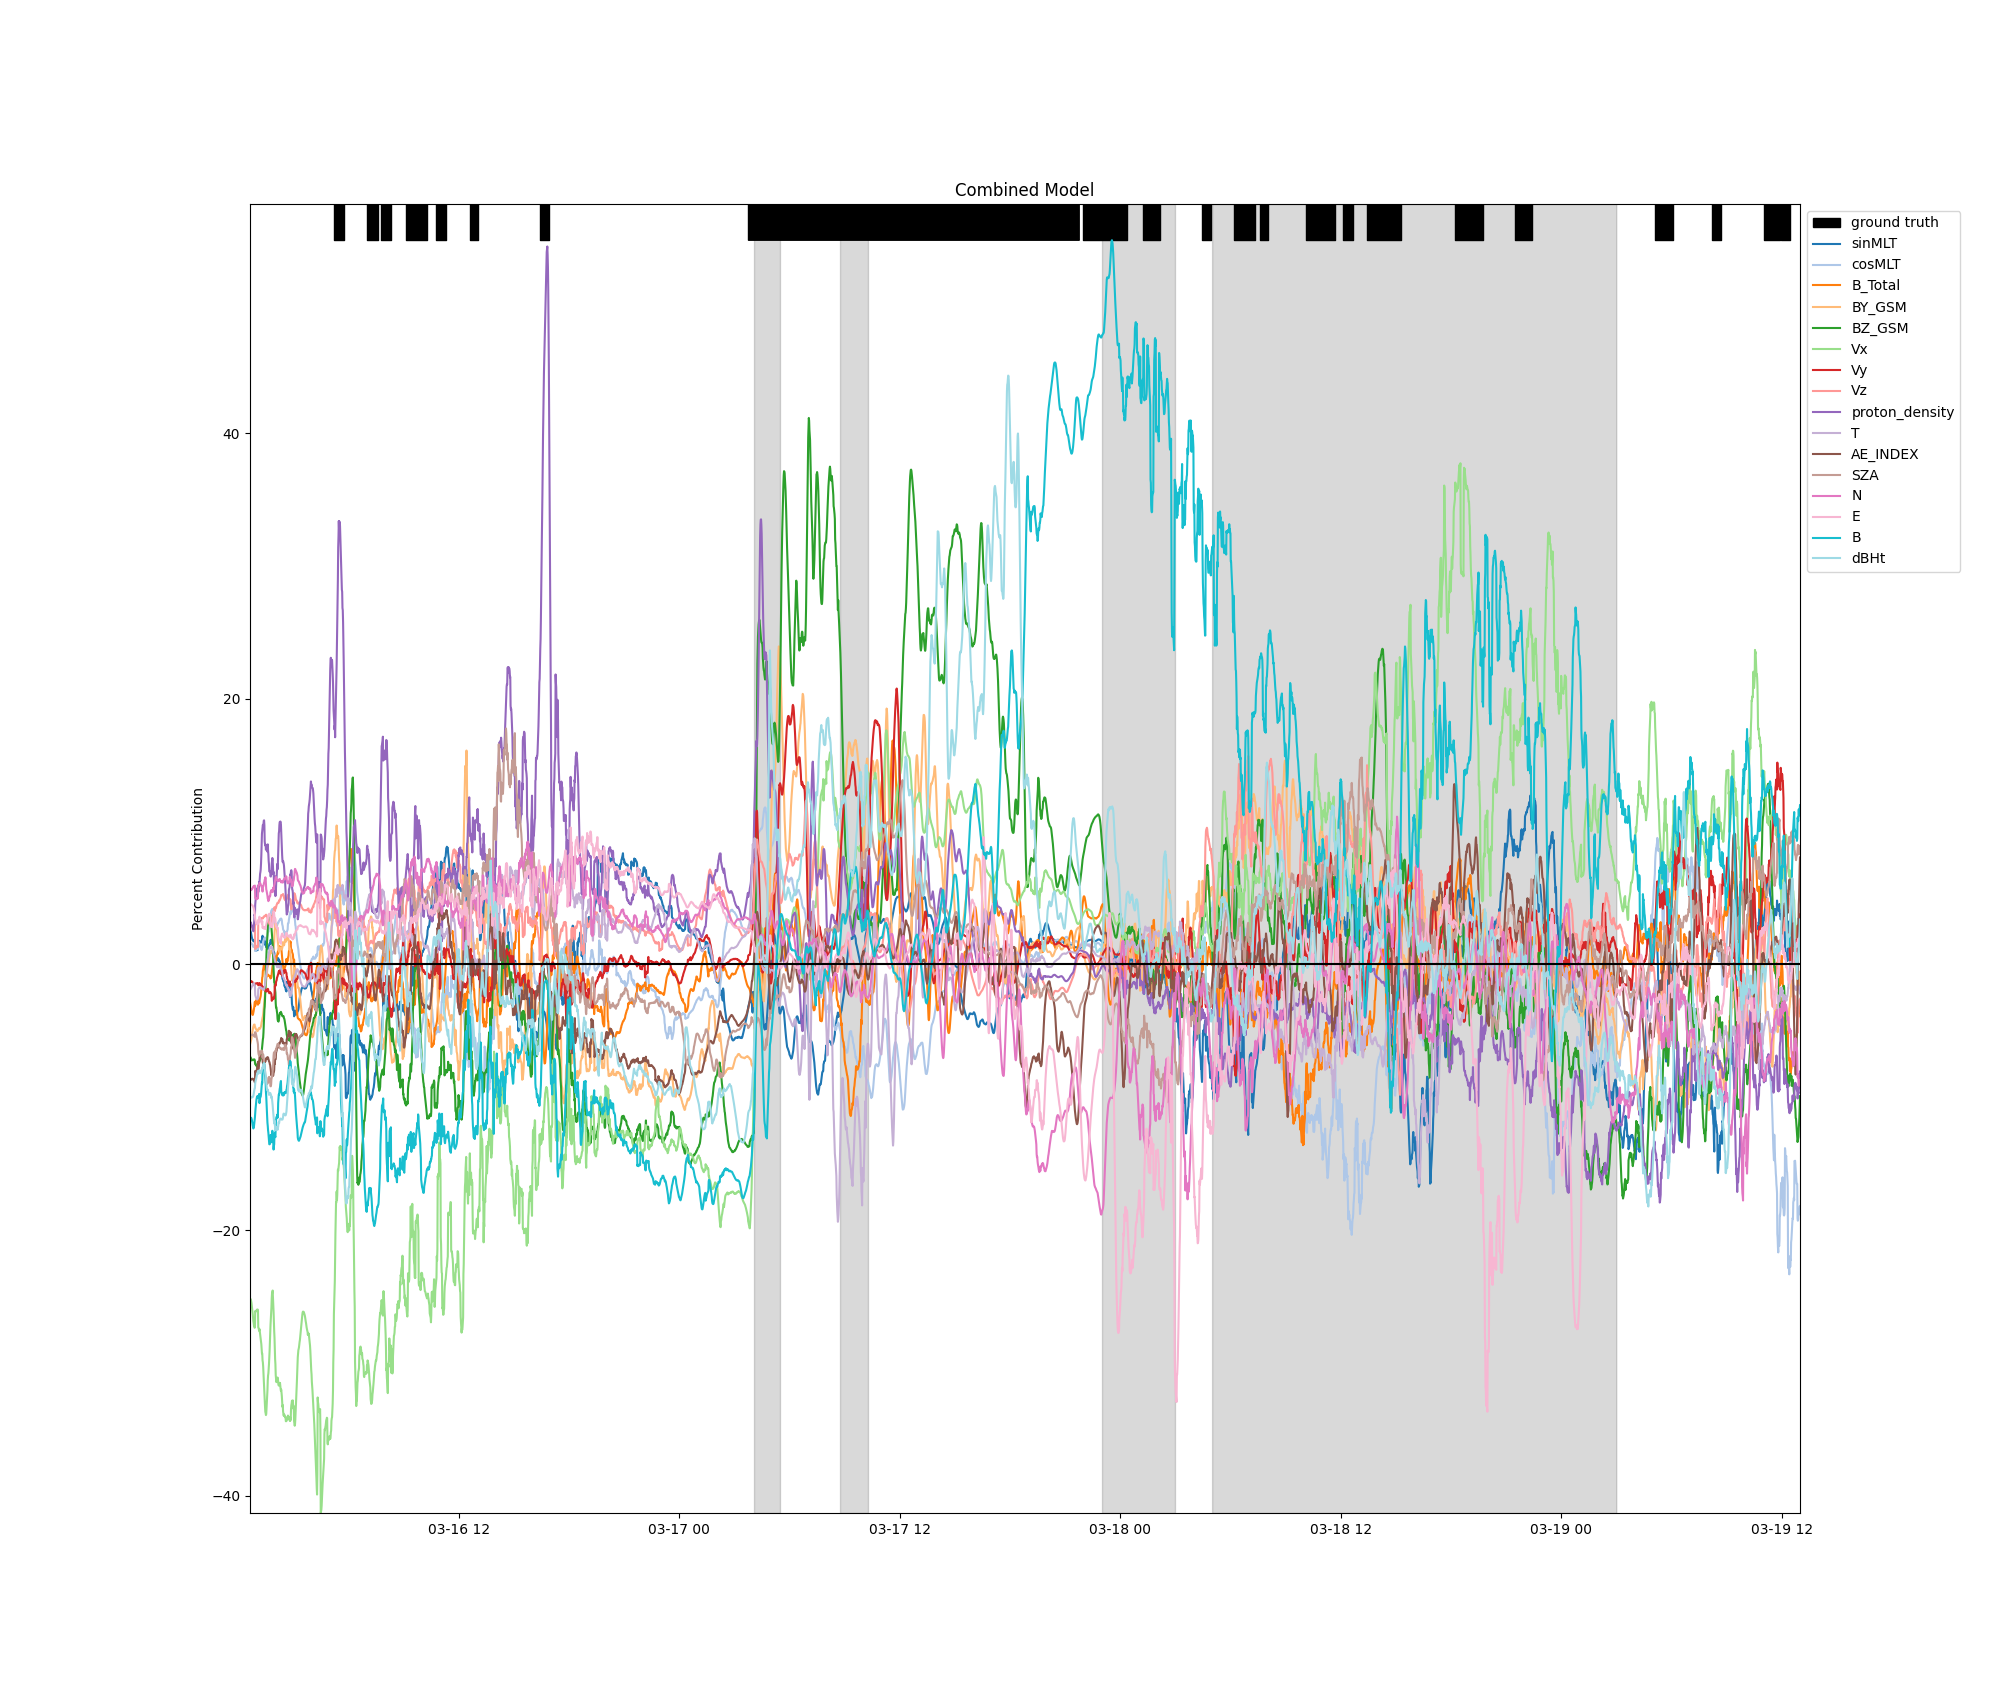 Combined Model
Percent Contribution
40
20
0
−20
−40
03-16 12
03-17 00
03-17 12
03-18 00
03-18 12
03-19 00
03-19 12
ground truth
sinMLT
cosMLT
B_Total
BY_GSM
BZ_GSM
Vx
Vy
Vz
proton_density
T
AE_INDEX
SZA
N
E
B
dBHt